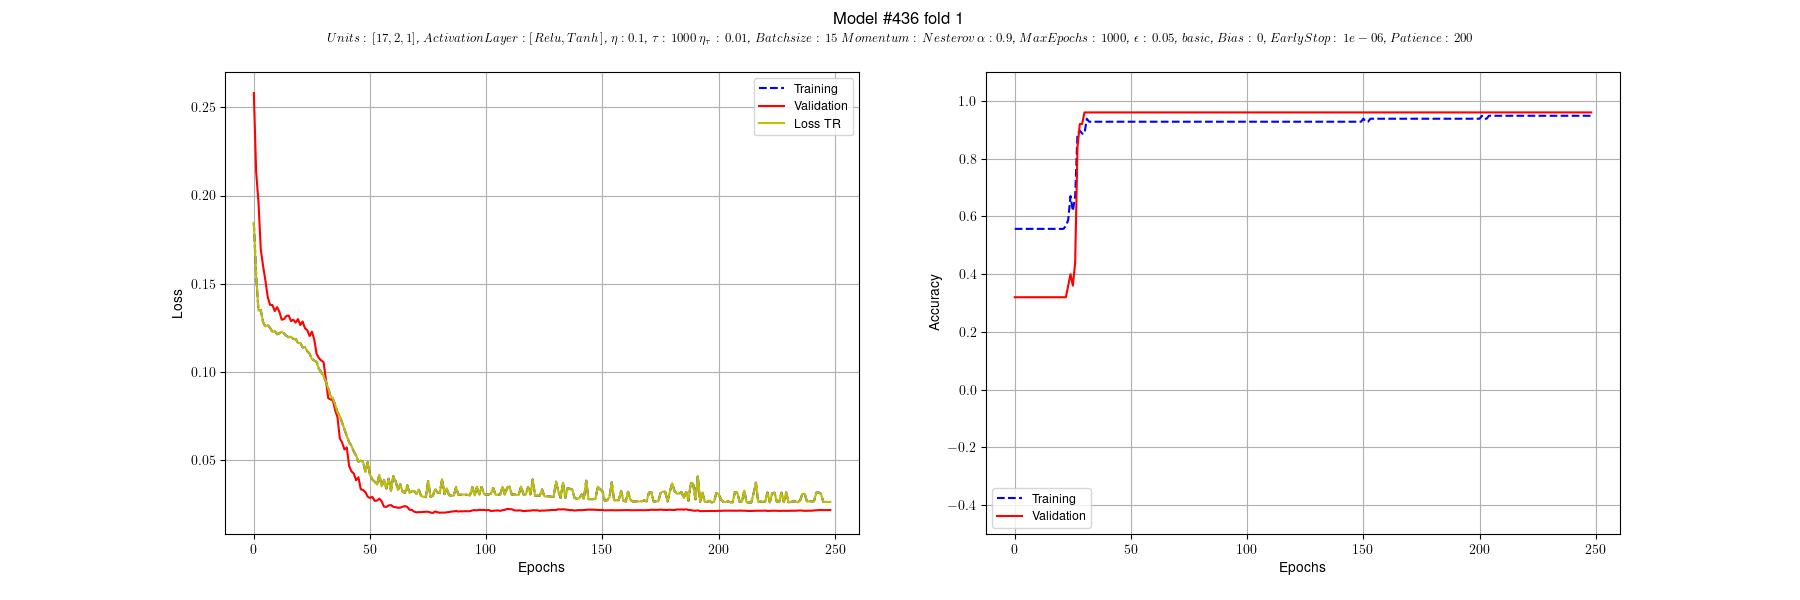 Model #436 fold 1
Units : [17, 2, 1], ActivationLayer : [Relu, Tanh], η : 0.1, τ : 1000 η_τ : 0.01, Batchsize : 15 Momentum : Nesterov α : 0.9, MaxEpochs : 1000, ϵ : 0.05, basic, Bias : 0, EarlyStop : 1e − 06, Patience : 200
Training
Validation
Loss TR
0.25
0.20
0.15
0.10
0.05
Loss
0 50 100 150 200 250
Epochs
1.0
0.8
0.6
0.4
0.2
0.0
−0.2
−0.4
Accuracy
Training
Validation
0 50 100 150 200 250
Epochs